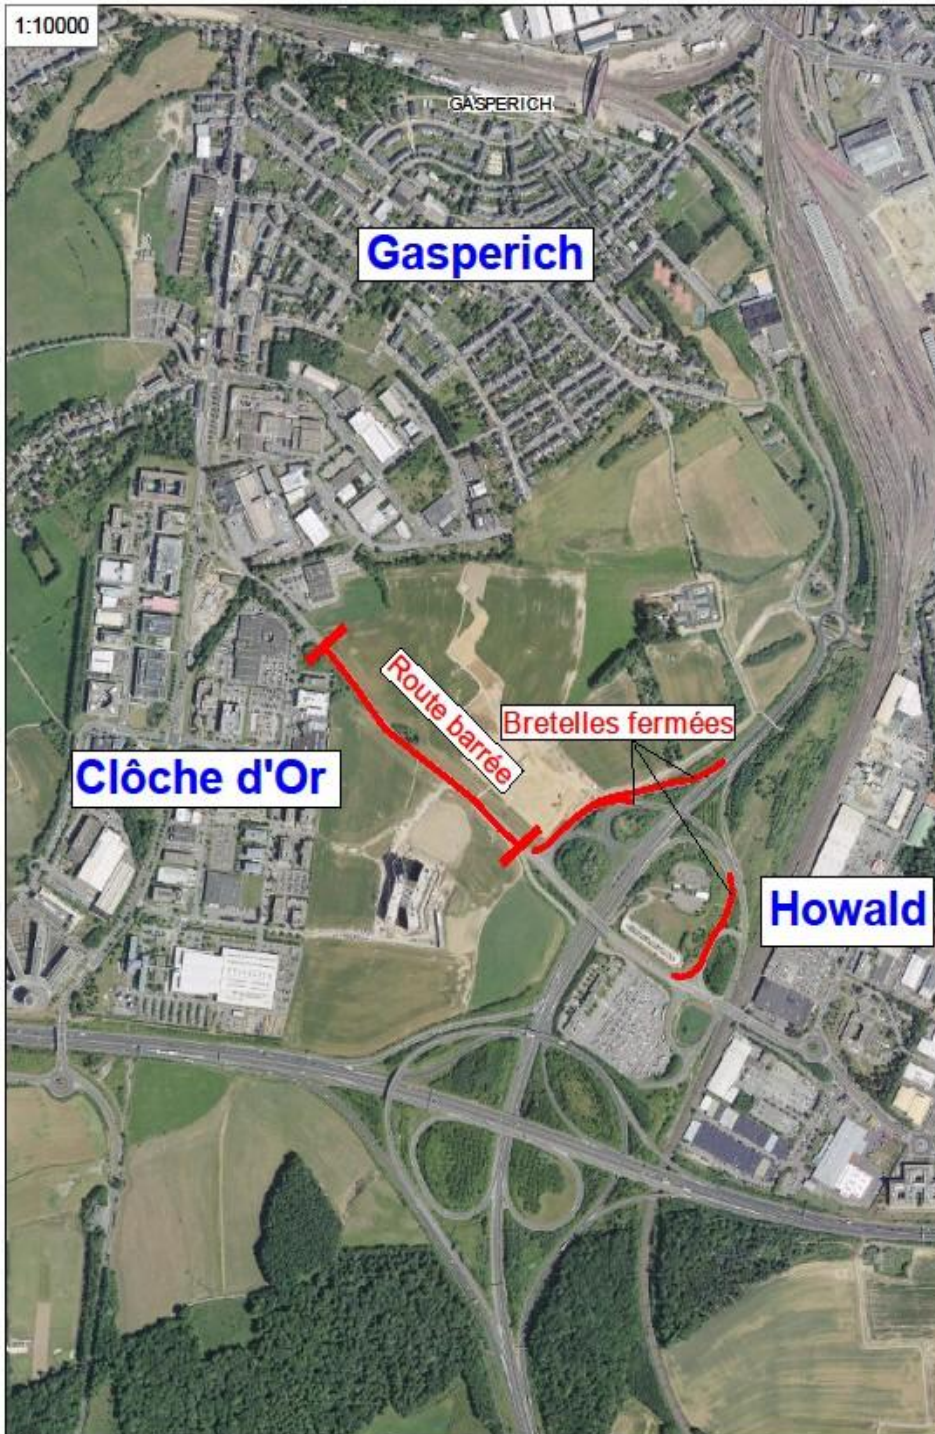 1:10000
GASPERICH
Gasperich
Route barrée
Bretelles fermées
Clôche d'Or
Howald